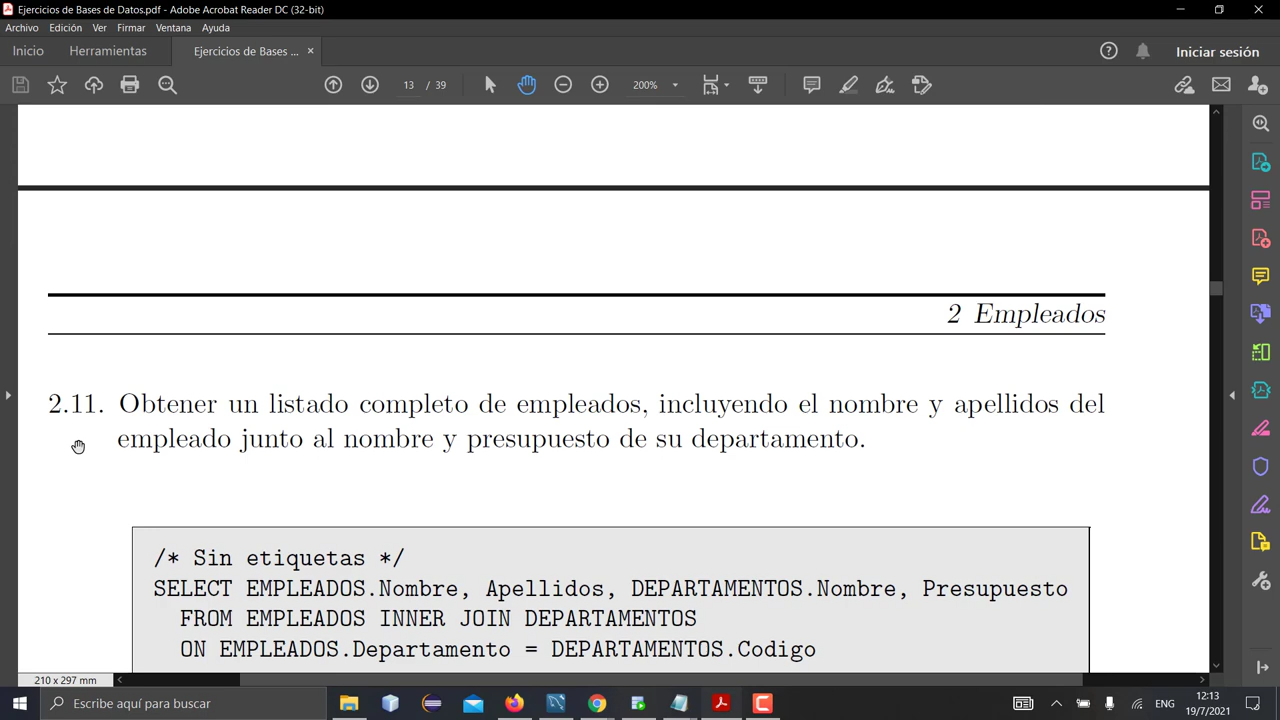 Ejercicios de Bases de Datos.pdf - Adobe Acrobat Reader DC (32-bit)
Archivo Edición Ver Firmar Ventana Ayuda
Inicio Herramientas Ejercicios de Bases ... × Iniciar sesión
13 / 39 200%
2 Empleados
2.11. Obtener un listado completo de empleados, incluyendo el nombre y apellidos del
empleado junto al nombre y presupuesto de su departamento.
/* Sin etiquetas */
SELECT EMPLEADOS.Nombre, Apellidos, DEPARTAMENTOS.Nombre, Presupuesto
FROM EMPLEADOS INNER JOIN DEPARTAMENTOS
ON EMPLEADOS.Departamento = DEPARTAMENTOS.Codigo
210 x 297 mm
Escribe aquí para buscar
ENG
12:13
19/7/2021